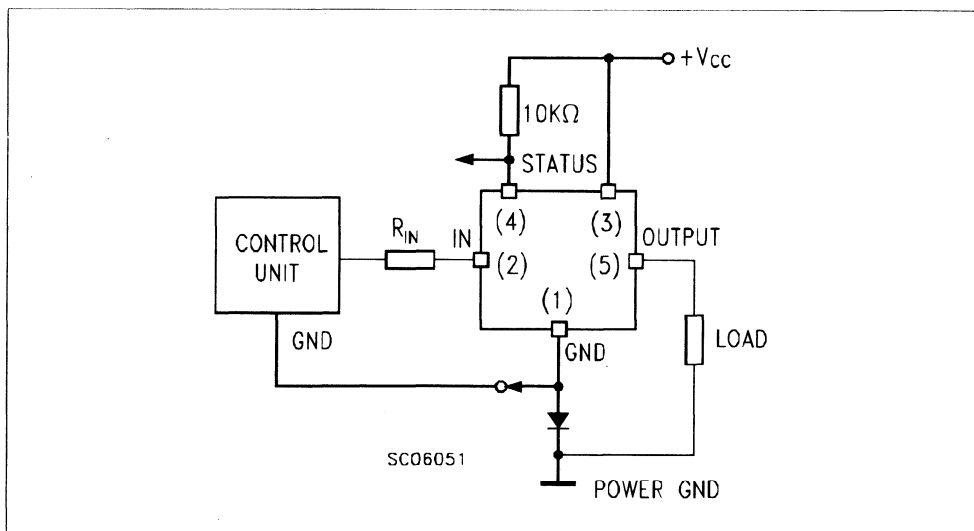 +VCC
10KΩ
STATUS
(4)
(3)
CONTROL
UNIT
RIN
IN
(2)
OUTPUT
(5)
(1)
GND
GND
LOAD
SC06051
POWER GND